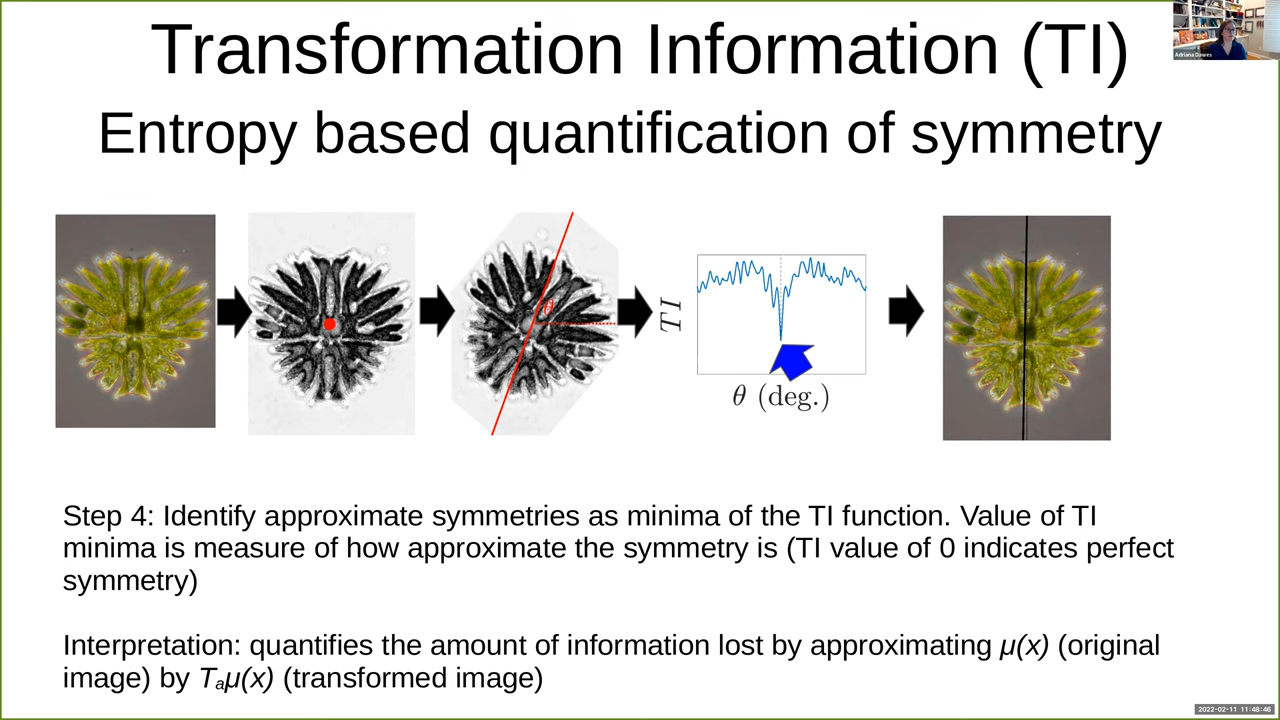 Transformation Information (TI)
Adriana Dawes
Entropy based quantification of symmetry
θ
TI
θ (deg.)
Step 4: Identify approximate symmetries as minima of the TI function. Value of TI
minima is measure of how approximate the symmetry is (TI value of 0 indicates perfect
symmetry)
Interpretation: quantifies the amount of information lost by approximating μ(x) (original
image) by Tₐμ(x) (transformed image)
2022-02-11 11:48:46